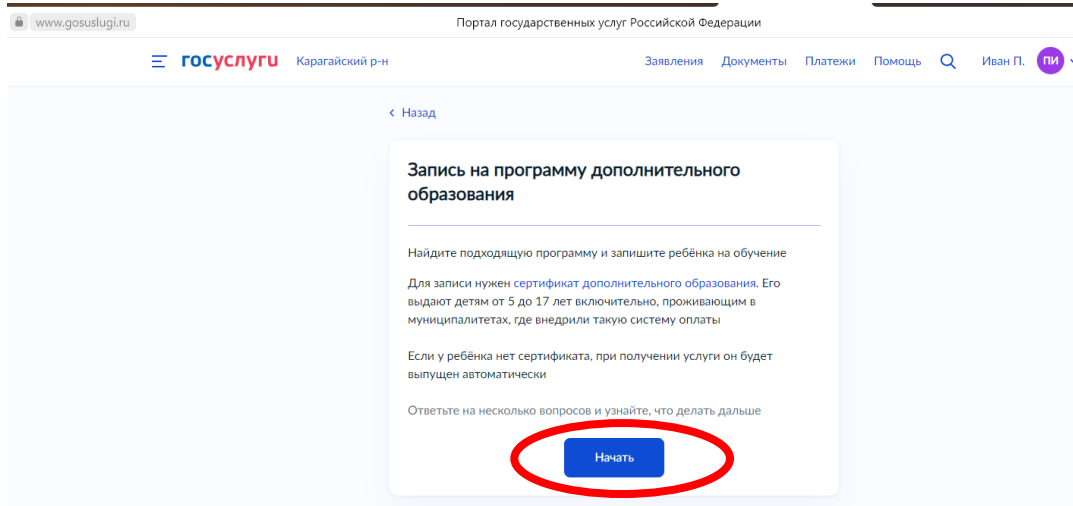 www.gosuslugi.ru Портал государственных услуг Российской Федерации
госуслуги Карагайский р-н Заявления Документы Платежи Помощь Иван П. ПИ
Назад
Запись на программу дополнительного
образования
Найдите подходящую программу и запишите ребёнка на обучение
Для записи нужен сертификат дополнительного образования. Его
выдают детям от 5 до 17 лет включительно, проживающим в
муниципалитетах, где внедрили такую систему оплаты
Если у ребёнка нет сертификата, при получении услуги он будет
выпущен автоматически
Ответьте на несколько вопросов и узнайте, что делать дальше
Начать